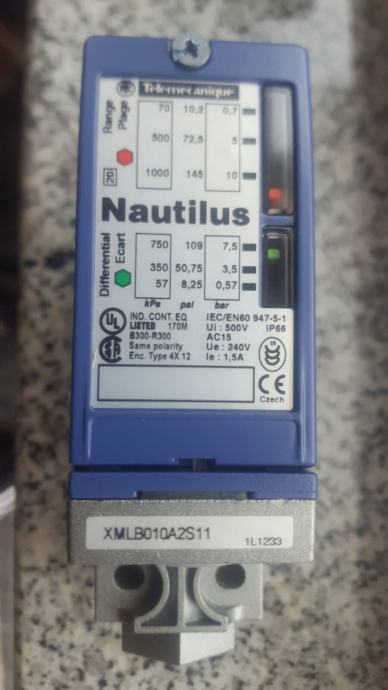 Telemecanique
Range
Plage
20
70 10,2 0,7
500 72,5 5
1000 145 10
Nautilus
Differential
Ecart
750 109 7,5
350 50,75 3,5
57 8,25 0,57
kPa psi bar
UL
IND. CONT. EQ
LISTED 170M
B300-R300
Same polarity
Enc. Type 4X 12
IEC/EN60 947-5-1
Ui : 500V IP66
AC15
Ue : 240V
Ie : 1,5A
CE
Czech
XMLB010A2S11
1L1233